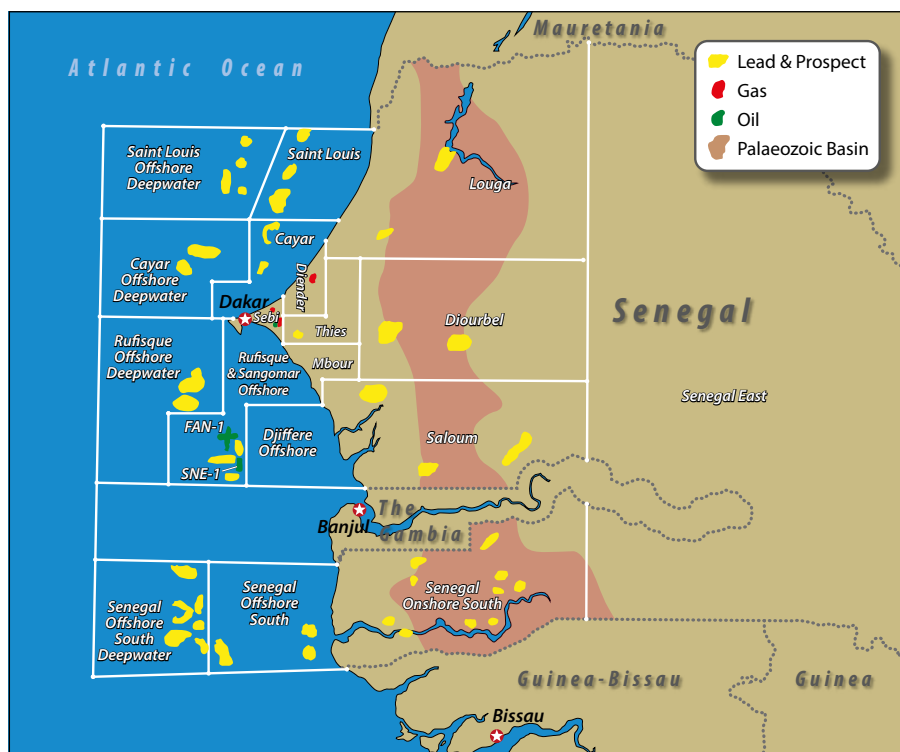 Mauretania
Atlantic Ocean
Lead & Prospect
Gas
Oil
Palaeozoic Basin
Saint Louis
Offshore
Deepwater
Saint Louis
Louga
Cayar
Cayar
Offshore
Deepwater
Diender
Dakar
Sebi
Thies
Diourbel
Senegal
Rufisque
Offshore
Deepwater
Rufisque
& Sangomar
Offshore
Mbour
Senegal East
FAN-1
Djiffere
Offshore
Saloum
SNE-1
The
Gambia
Banjul
Senegal
Offshore
South
Deepwater
Senegal
Offshore
South
Senegal
Onshore South
Guinea-Bissau
Guinea
Bissau